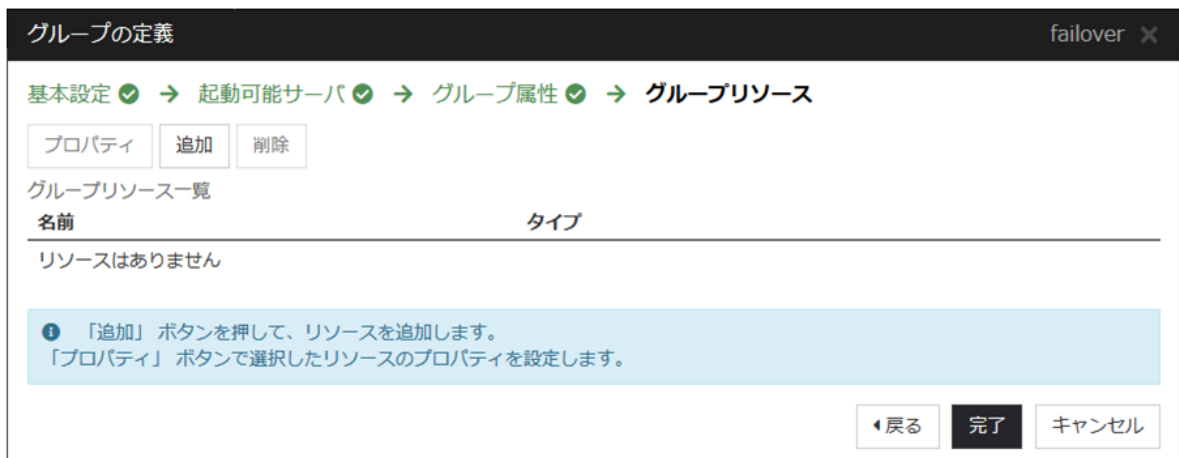 グループの定義 failover
基本設定 → 起動可能サーバ → グループ属性 → グループリソース
プロパティ 追加 削除
グループリソース一覧
名前 タイプ
リソースはありません
「追加」 ボタンを押して、リソースを追加します。
「プロパティ」 ボタンで選択したリソースのプロパティを設定します。
戻る 完了 キャンセル